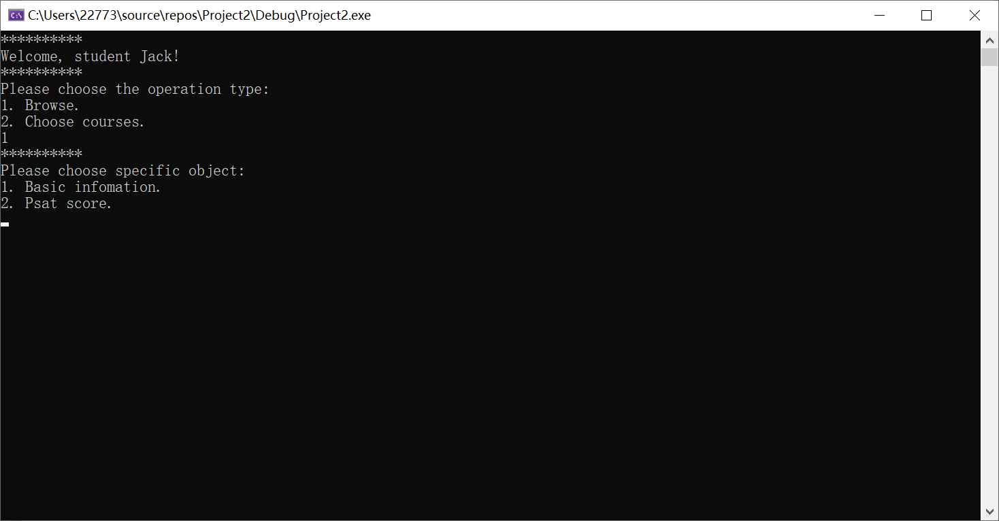 C:\Users\22773\source\repos\Project2\Debug\Project2.exe
**********
Welcome, student Jack!
**********
Please choose the operation type:
1. Browse.
2. Choose courses.
1
**********
Please choose specific object:
1. Basic infomation.
2. Psat score.